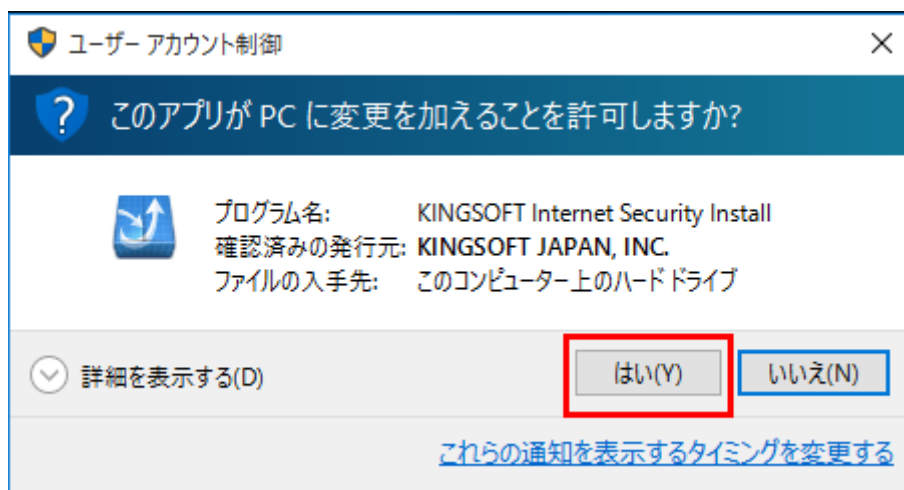 ユーザー アカウント制御
このアプリが PC に変更を加えることを許可しますか?
プログラム名: KINGSOFT Internet Security Install
確認済みの発行元: KINGSOFT JAPAN, INC.
ファイルの入手先: このコンピューター上のハード ドライブ
詳細を表示する(D) はい(Y) いいえ(N)
これらの通知を表示するタイミングを変更する